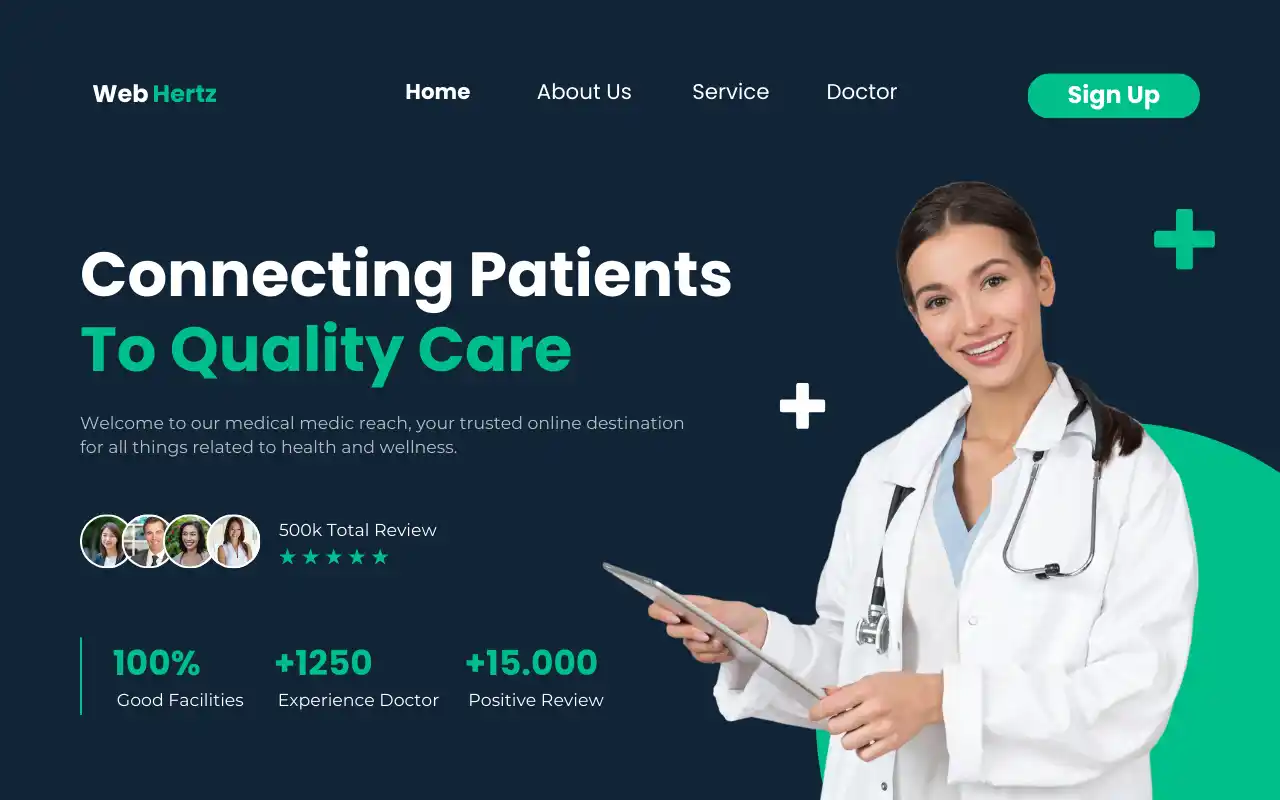 Web Hertz
Home
About Us
Service
Doctor
Sign Up
Connecting Patients
To Quality Care
Welcome to our medical medic reach, your trusted online destination
for all things related to health and wellness.
500k Total Review
100%
Good Facilities
+1250
Experience Doctor
+15.000
Positive Review